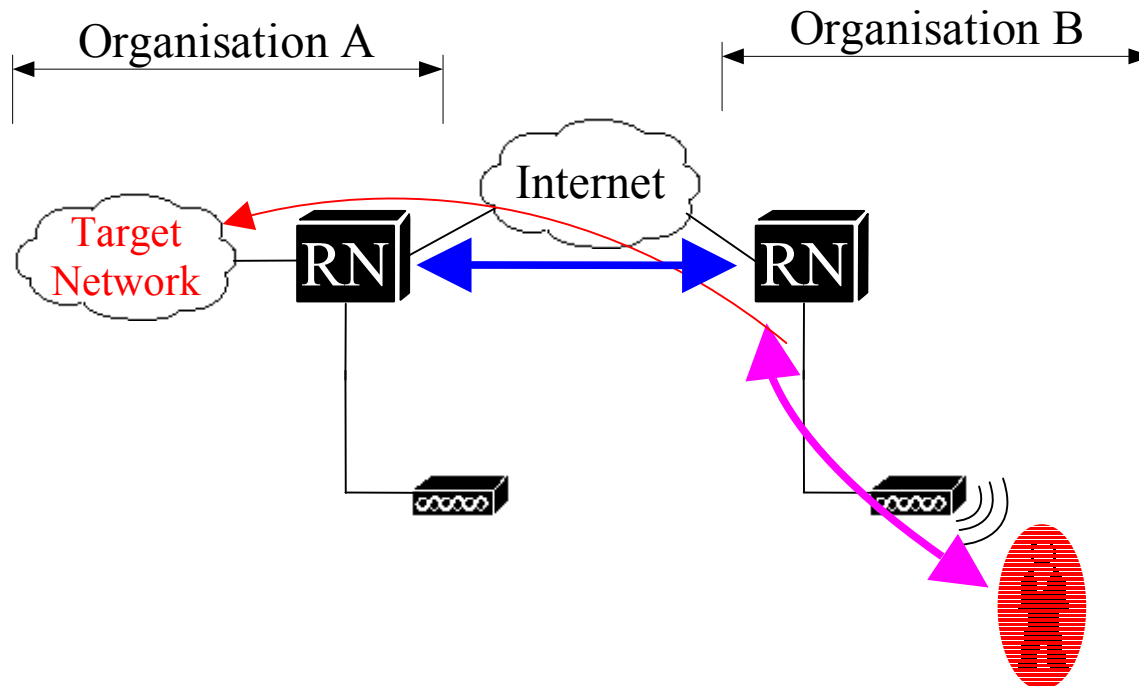 Organisation A
Organisation B
Internet
Target
Network
RN
RN